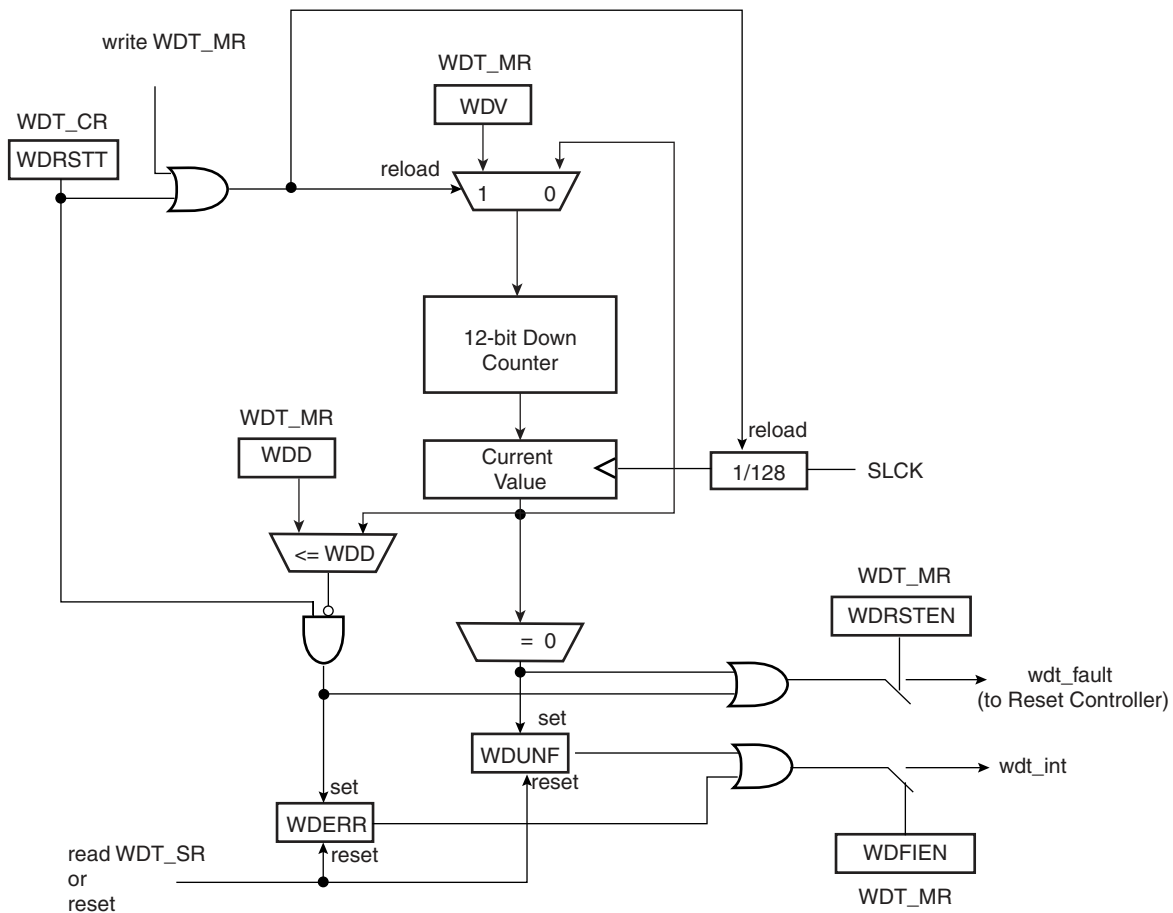 write WDT_MR
WDT_MR
WDV
WDT_CR
WDRSTT
reload
1 0
12-bit Down
Counter
WDT_MR
WDD
Current
Value
reload
1/128
SLCK
<= WDD
= 0
WDT_MR
WDRSTEN
wdt_fault
(to Reset Controller)
set
WDUNF
reset
wdt_int
set
WDERR
reset
read WDT_SR
or
reset
WDFIEN
WDT_MR